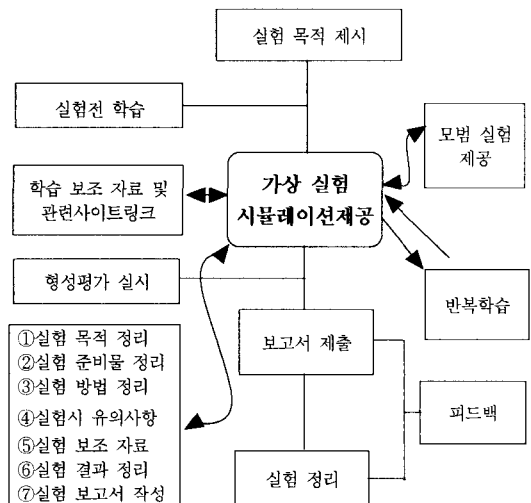 실험 목적 제시
실험전 학습
모범 실험
제공
학습 보조 자료 및
관련사이트링크
가상 실험
시뮬레이션제공
형성평가 실시
반복학습
①실험 목적 정리
②실험 준비물 정리
③실험 방법 정리
④실험시 유의사항
⑤실험 보조 자료
⑥실험 결과 정리
⑦실험 보고서 작성
보고서 제출
피드백
실험 정리